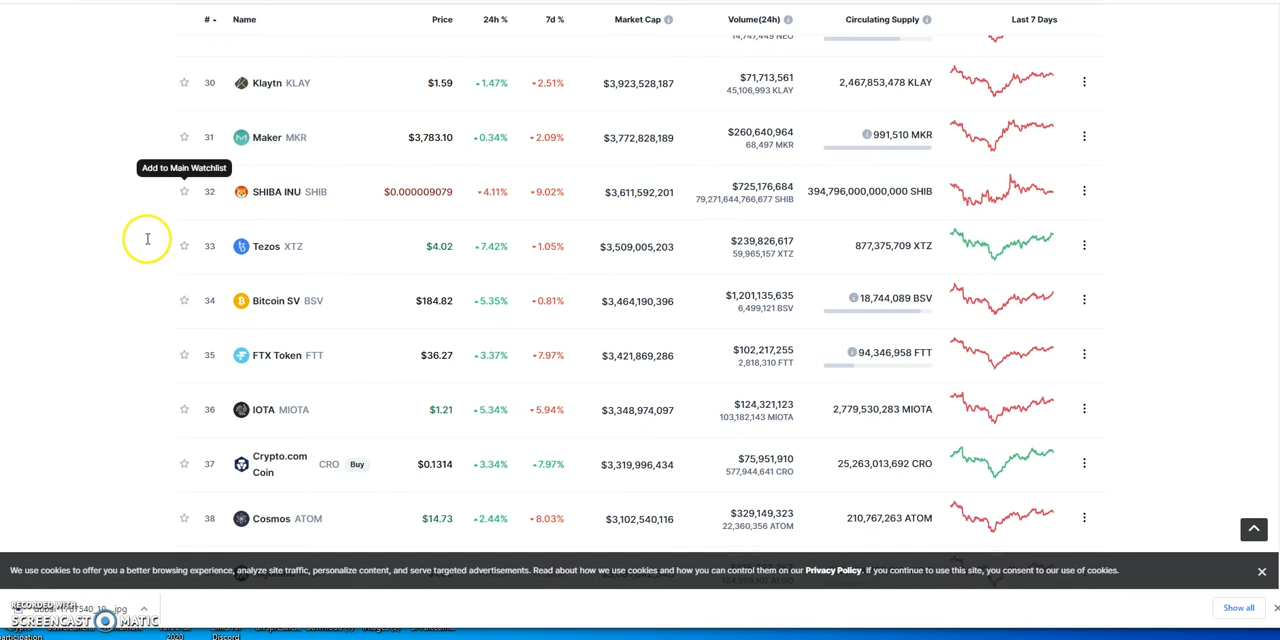 # Name Price 24h % 7d % Market Cap Volume(24h) Circulating Supply Last 7 Days
14,747,449 NEO
30 Klaytn KLAY $1.59 1.47% 2.51% $3,923,528,187 $71,713,561 2,467,853,478 KLAY
45,106,993 KLAY
31 Maker MKR $3,783.10 0.34% 2.09% $3,772,828,189 $260,640,964 991,510 MKR
68,497 MKR
Add to Main Watchlist
32 SHIBA INU SHIB $0.000009079 4.11% 9.02% $3,611,592,201 $725,176,684 394,796,000,000,000 SHIB
79,271,644,766,677 SHIB
33 Tezos XTZ $4.02 7.42% 1.05% $3,509,005,203 $239,826,617 877,375,709 XTZ
59,965,157 XTZ
34 Bitcoin SV BSV $184.82 5.35% 0.81% $3,464,190,396 $1,201,135,635 18,744,089 BSV
6,499,121 BSV
35 FTX Token FTT $36.27 3.37% 7.97% $3,421,869,286 $102,217,255 94,346,958 FTT
2,818,310 FTT
36 IOTA MIOTA $1.21 5.34% 5.94% $3,348,974,097 $124,321,123 2,779,530,283 MIOTA
103,182,143 MIOTA
37 Crypto.com Coin CRO Buy $0.1314 3.34% 7.97% $3,319,996,434 $75,951,910 25,263,013,692 CRO
577,944,641 CRO
38 Cosmos ATOM $14.73 2.44% 8.03% $3,102,540,116 $329,149,323 210,767,263 ATOM
22,360,356 ATOM
We use cookies to offer you a better browsing experience, analyze site traffic, personalize content, and serve targeted advertisements. Read about how we use cookies and how you can control them on our Privacy Policy. If you continue to use this site, you consent to our use of cookies.
RECORDED WITH
SCREENCAST MATIC
Show all
2020 Discord